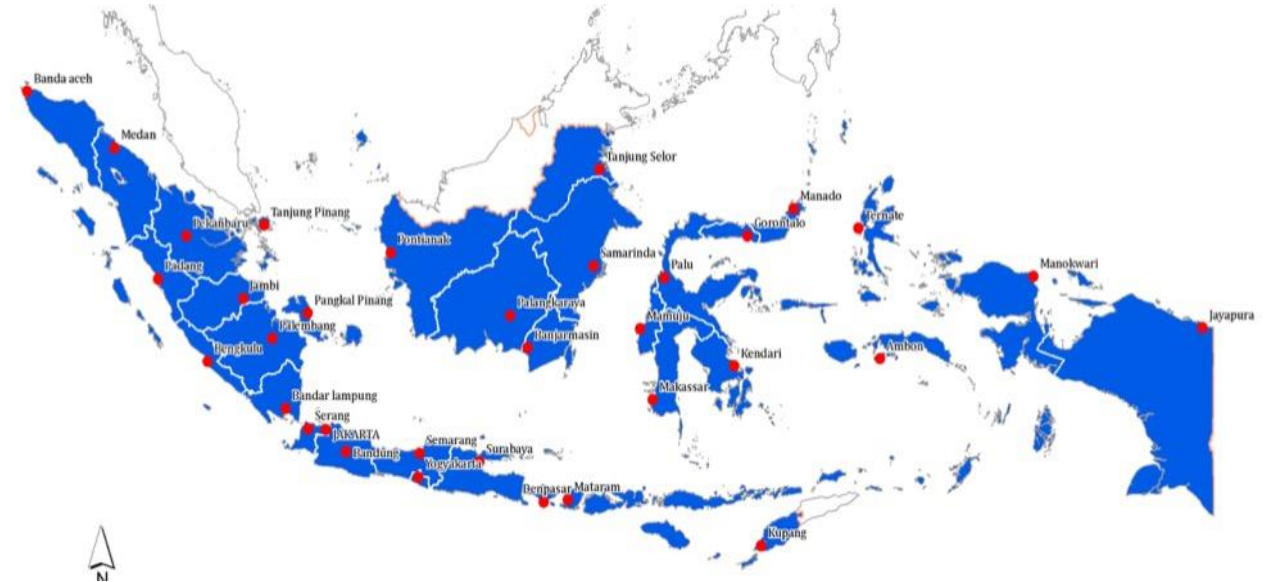 Banda aceh
Medan
Tanjung Selor
Manado
Tanjung Pinang
Ternate
Pekanbaru
Gorontalo
Pontianak
Samarinda
Palu
Padang
Manokwari
Jambi
Pangkal Pinang
Palangkaraya
Mamuju
Jayapura
Palembang
Banjarmasin
Bengkulu
Ambon
Kendari
Makassar
Bandar lampung
Serang
JAKARTA
Semarang
Surabaya
Bandung
Yogyakarta
Denpasar
Mataram
Kupang
N